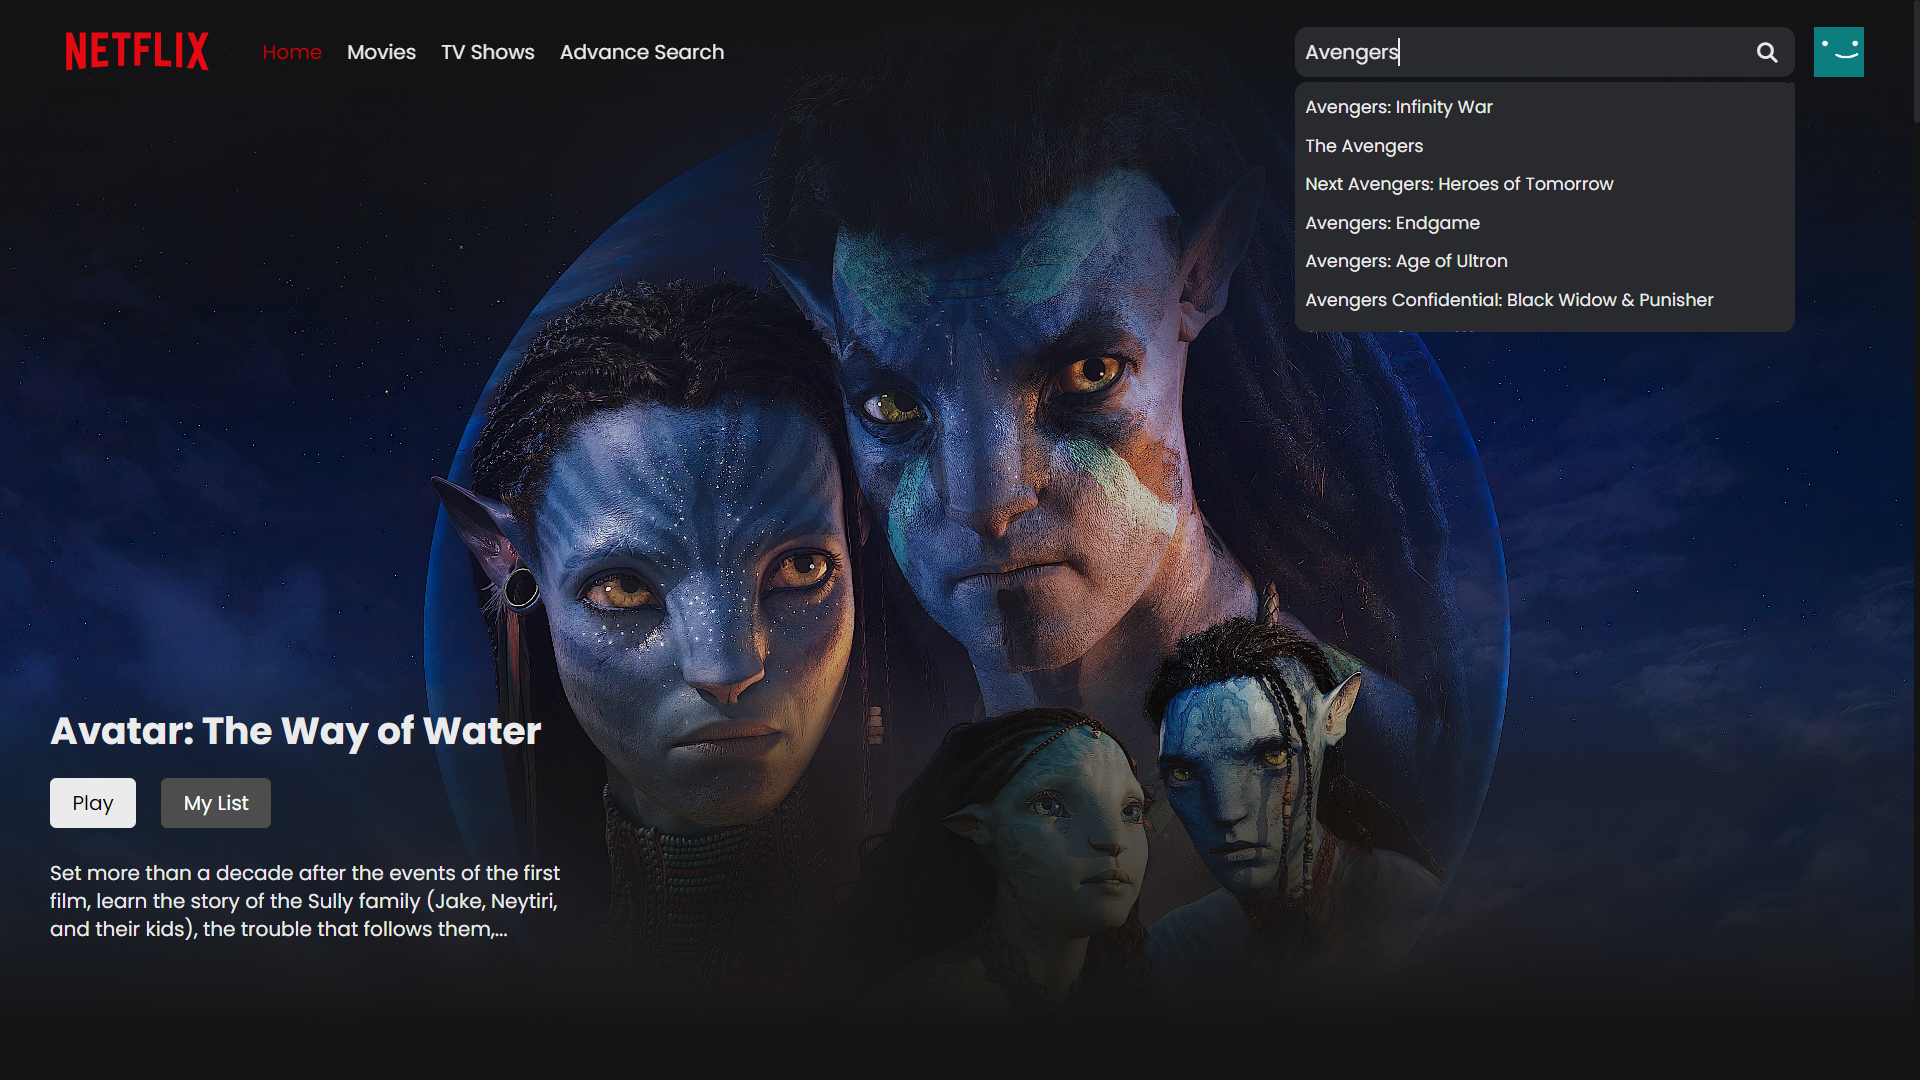 NETFLIX
Home
Movies
TV Shows
Advance Search
Avengers
Avengers: Infinity War
The Avengers
Next Avengers: Heroes of Tomorrow
Avengers: Endgame
Avengers: Age of Ultron
Avengers Confidential: Black Widow & Punisher
Avatar: The Way of Water
Play
My List
Set more than a decade after the events of the first
film, learn the story of the Sully family (Jake, Neytiri,
and their kids), the trouble that follows them,...